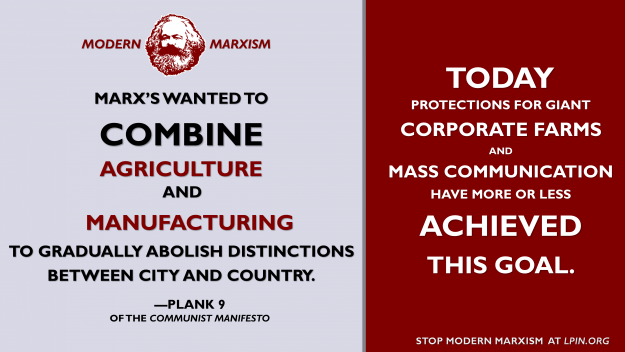 MODERN MARXISM
MARX'S WANTED TO
COMBINE
AGRICULTURE
AND
MANUFACTURING
TO GRADUALLY ABOLISH DISTINCTIONS
BETWEEN CITY AND COUNTRY.
—PLANK 9
OF THE COMMUNIST MANIFESTO
TODAY
PROTECTIONS FOR GIANT
CORPORATE FARMS
AND
MASS COMMUNICATION
HAVE MORE OR LESS
ACHIEVED
THIS GOAL.
STOP MODERN MARXISM AT LPIN.ORG